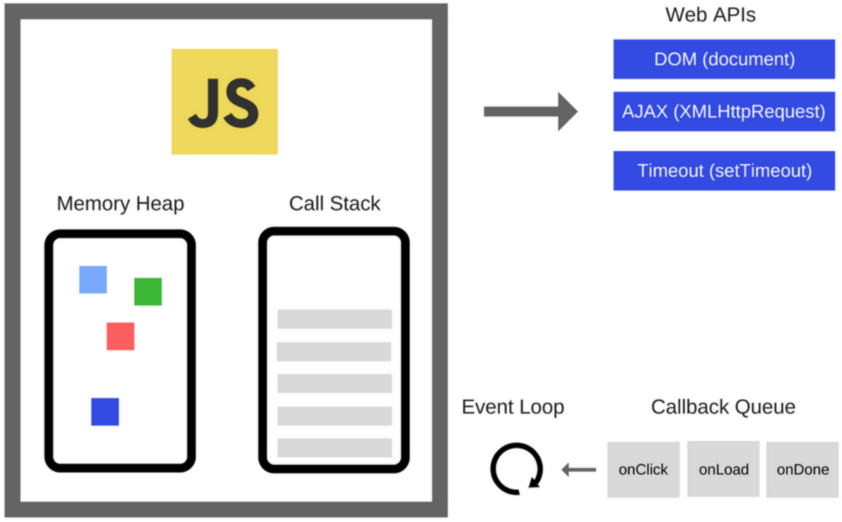 Web APIs
DOM (document)
JS
AJAX (XMLHttpRequest)
Timeout (setTimeout)
Memory Heap
Call Stack
Event Loop
Callback Queue
onClick
onLoad
onDone